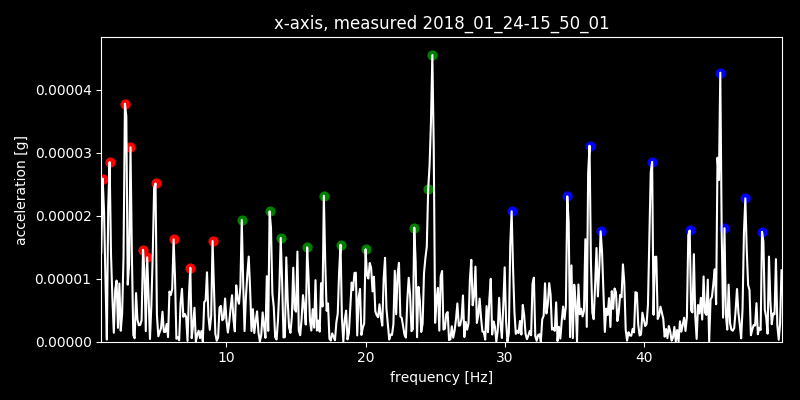 x-axis, measured 2018_01_24-15_50_01
acceleration [g]
0.00004
0.00003
0.00002
0.00001
0.00000
10 20 30 40
frequency [Hz]